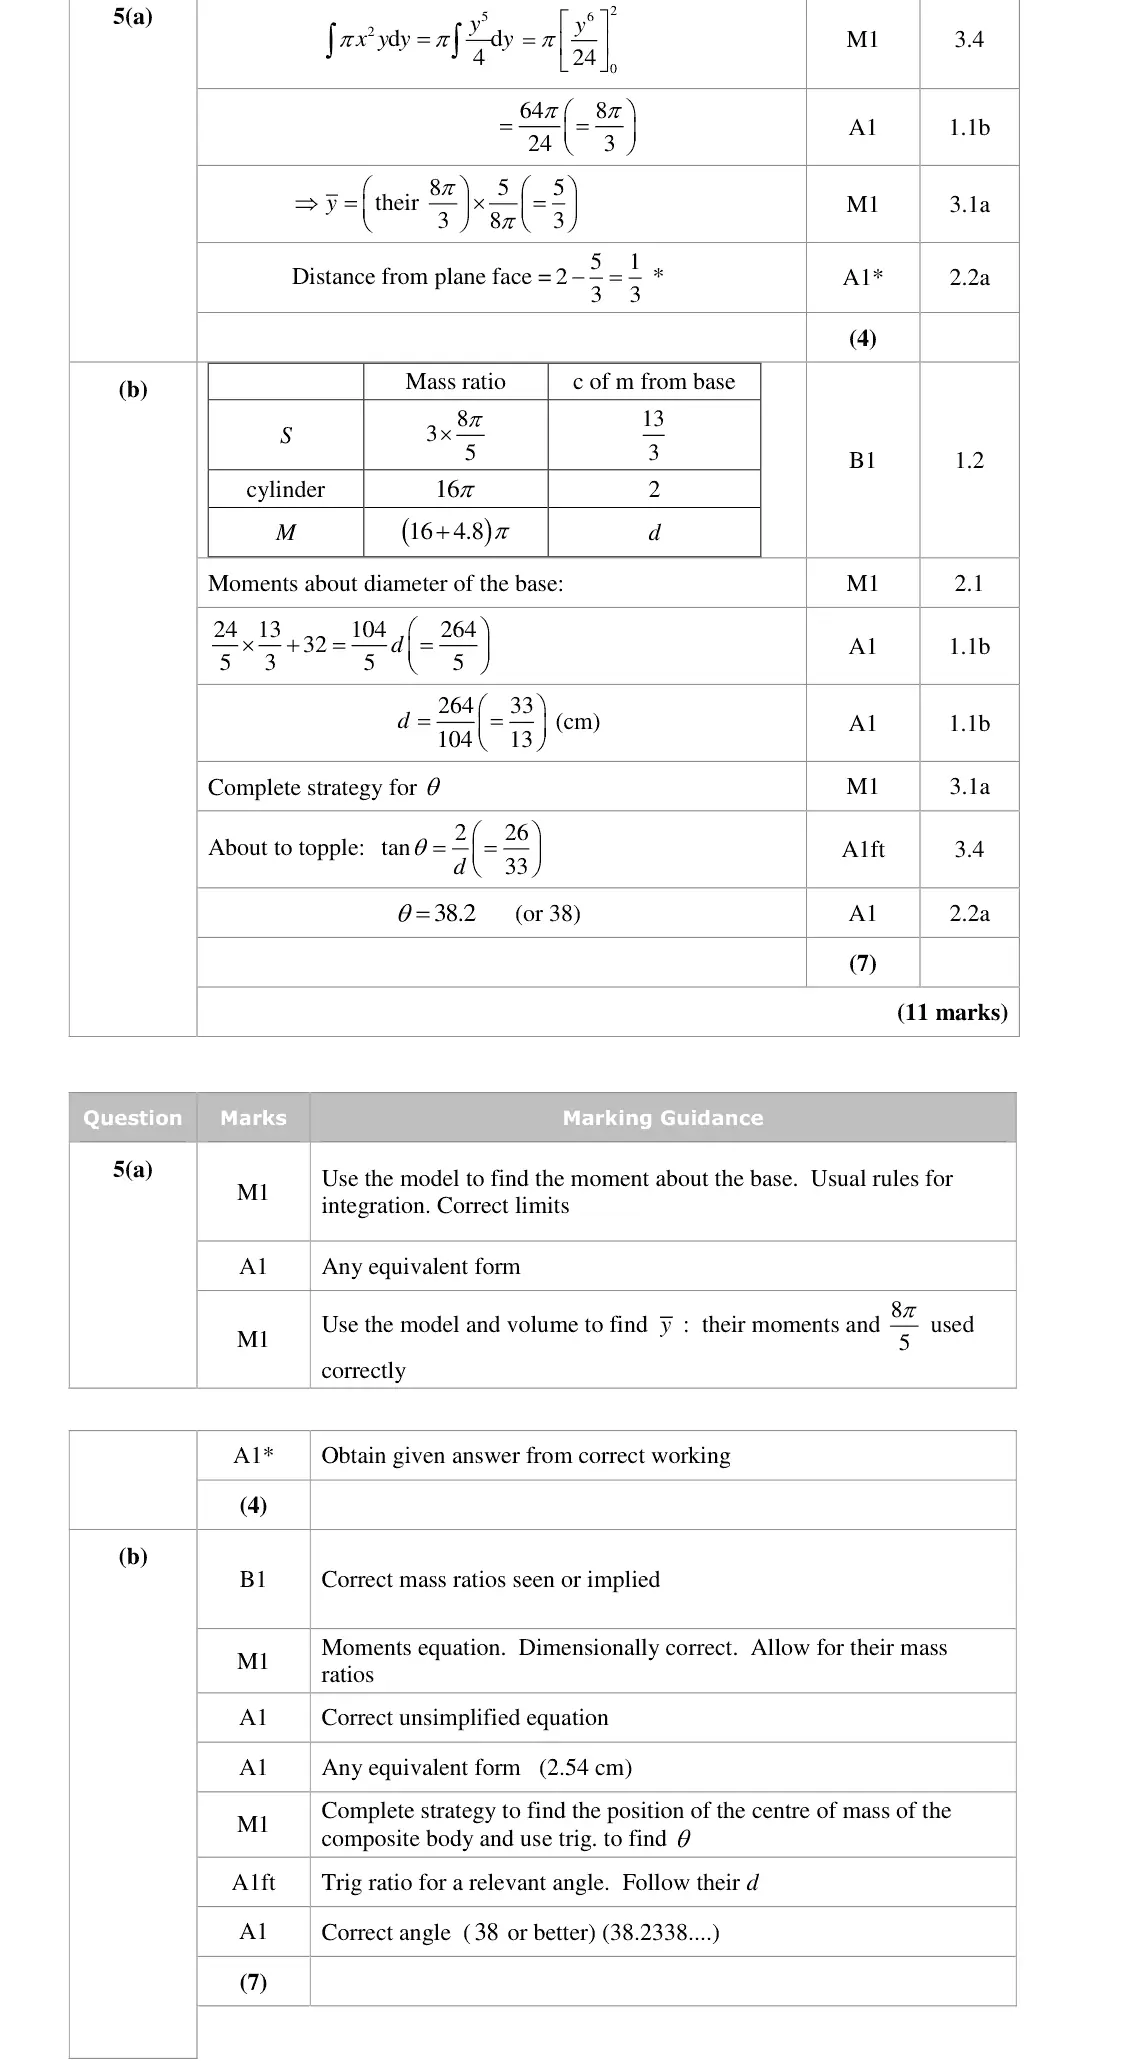 5(a)
∫πx²ydy = π∫y⁵/4 dy = π[y⁶/24]₀² M1 3.4
= 64π/24 (= 8π/3) A1 1.1b
⇒ y̅ = (their 8π/3) × 5/8π (= 5/3) M1 3.1a
Distance from plane face = 2 − 5/3 = 1/3 * A1* 2.2a
(4)
(b)
Mass ratio c of m from base
S 3×8π/5 13/3 B1 1.2
cylinder 16π 2
M (16+4.8)π d
Moments about diameter of the base: M1 2.1
24/5 × 13/3 + 32 = 104/5 d (= 264/5) A1 1.1b
d = 264/104 (= 33/13) (cm) A1 1.1b
Complete strategy for θ M1 3.1a
About to topple: tan θ = 2/d (= 26/33) A1ft 3.4
θ = 38.2 (or 38) A1 2.2a
(7)
(11 marks)
Question Marks Marking Guidance
5(a)
M1 Use the model to find the moment about the base. Usual rules for
integration. Correct limits
A1 Any equivalent form
M1 Use the model and volume to find y̅ : their moments and 8π/5 used
correctly
A1* Obtain given answer from correct working
(4)
(b)
B1 Correct mass ratios seen or implied
M1 Moments equation. Dimensionally correct. Allow for their mass
ratios
A1 Correct unsimplified equation
A1 Any equivalent form (2.54 cm)
M1 Complete strategy to find the position of the centre of mass of the
composite body and use trig. to find θ
A1ft Trig ratio for a relevant angle. Follow their d
A1 Correct angle ( 38 or better) (38.2338....)
(7)